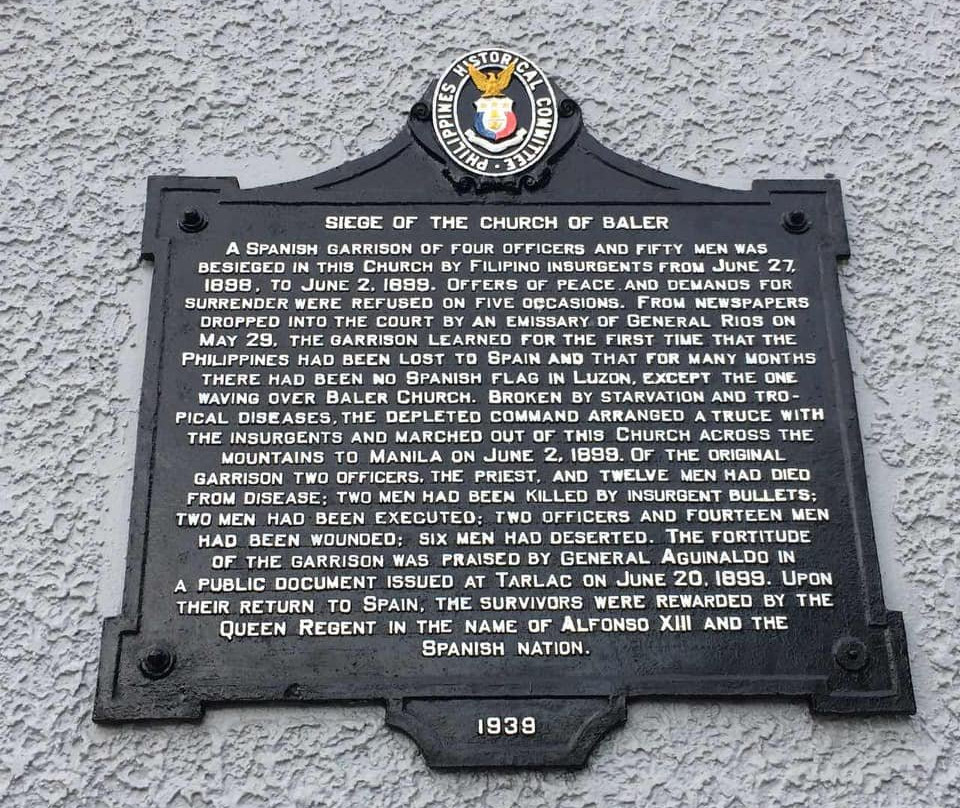 PHILIPPINES HISTORICAL COMMITTEE ·
SIEGE OF THE CHURCH OF BALER
A SPANISH GARRISON OF FOUR OFFICERS AND FIFTY MEN WAS
BESIEGED IN THIS CHURCH BY FILIPINO INSURGENTS FROM JUNE 27,
1898, TO JUNE 2, 1899. OFFERS OF PEACE AND DEMANDS FOR
SURRENDER WERE REFUSED ON FIVE OCCASIONS. FROM NEWSPAPERS
DROPPED INTO THE COURT BY AN EMISSARY OF GENERAL RIOS ON
MAY 29, THE GARRISON LEARNED FOR THE FIRST TIME THAT THE
PHILIPPINES HAD BEEN LOST TO SPAIN AND THAT FOR MANY MONTHS
THERE HAD BEEN NO SPANISH FLAG IN LUZON, EXCEPT THE ONE
WAVING OVER BALER CHURCH. BROKEN BY STARVATION AND TRO-
PICAL DISEASES, THE DEPLETED COMMAND ARRANGED A TRUCE WITH
THE INSURGENTS AND MARCHED OUT OF THIS CHURCH ACROSS THE
MOUNTAINS TO MANILA ON JUNE 2, 1899. OF THE ORIGINAL
GARRISON TWO OFFICERS, THE PRIEST, AND TWELVE MEN HAD DIED
FROM DISEASE; TWO MEN HAD BEEN KILLED BY INSURGENT BULLETS;
TWO MEN HAD BEEN EXECUTED; TWO OFFICERS AND FOURTEEN MEN
HAD BEEN WOUNDED; SIX MEN HAD DESERTED. THE FORTITUDE
OF THE GARRISON WAS PRAISED BY GENERAL AGUINALDO IN
A PUBLIC DOCUMENT ISSUED AT TARLAC ON JUNE 20, 1899. UPON
THEIR RETURN TO SPAIN, THE SURVIVORS WERE REWARDED BY THE
QUEEN REGENT IN THE NAME OF ALFONSO XIII AND THE
SPANISH NATION.
1939